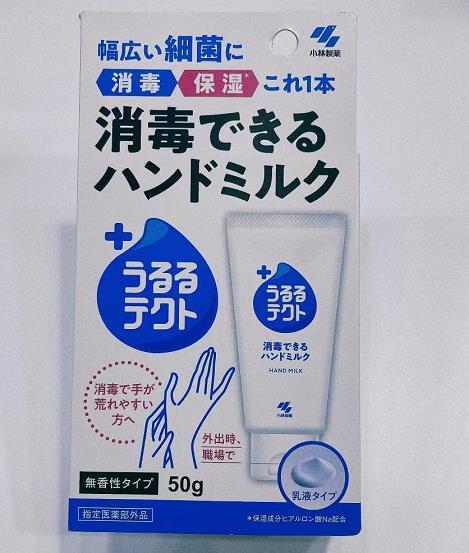 小林製薬
幅広い細菌に
消毒 保湿* これ1本
消毒できる
ハンドミルク
うるる
テクト
消毒で手が
荒れやすい
方へ
外出時、
職場で
うるる
テクト
消毒できる
ハンドミルク
HAND MILK
小林製薬
無香性タイプ 50g
乳液タイプ
指定医薬部外品
*保湿成分ヒアルロン酸Na配合